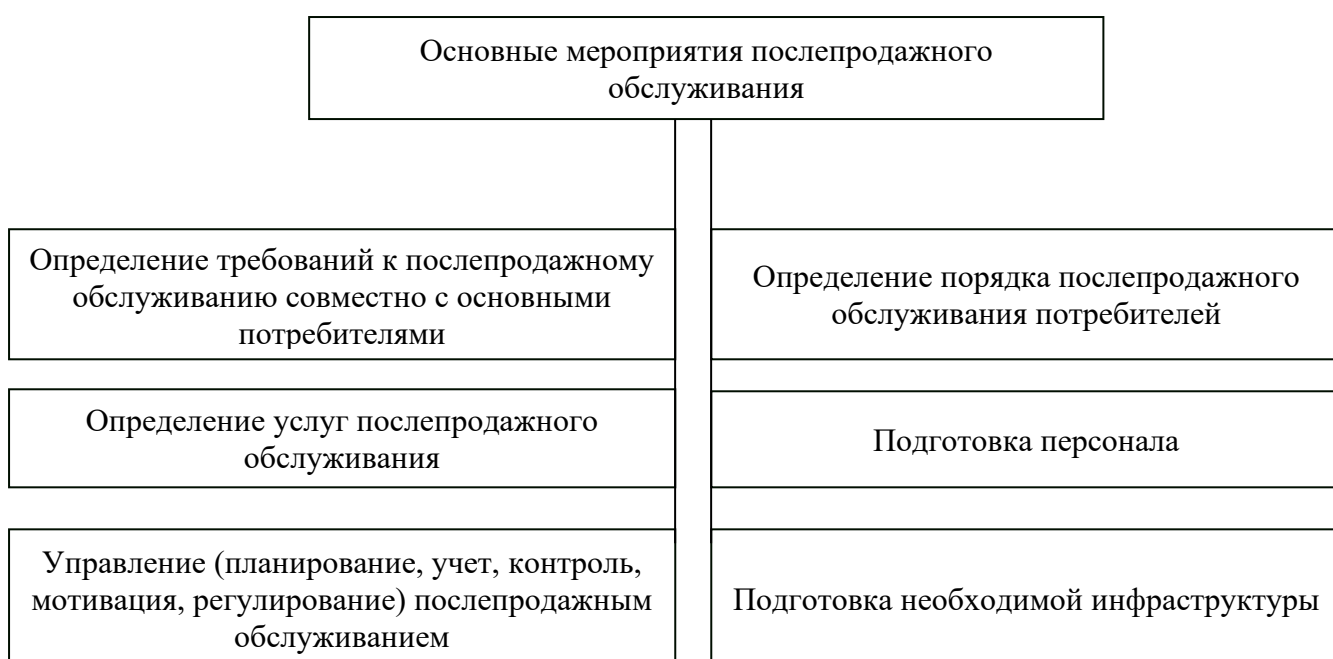 Основные мероприятия послепродажного
обслуживания
Определение требований к послепродажному
обслуживанию совместно с основными
потребителями
Определение порядка послепродажного
обслуживания потребителей
Определение услуг послепродажного
обслуживания
Подготовка персонала
Управление (планирование, учет, контроль,
мотивация, регулирование) послепродажным
обслуживанием
Подготовка необходимой инфраструктуры